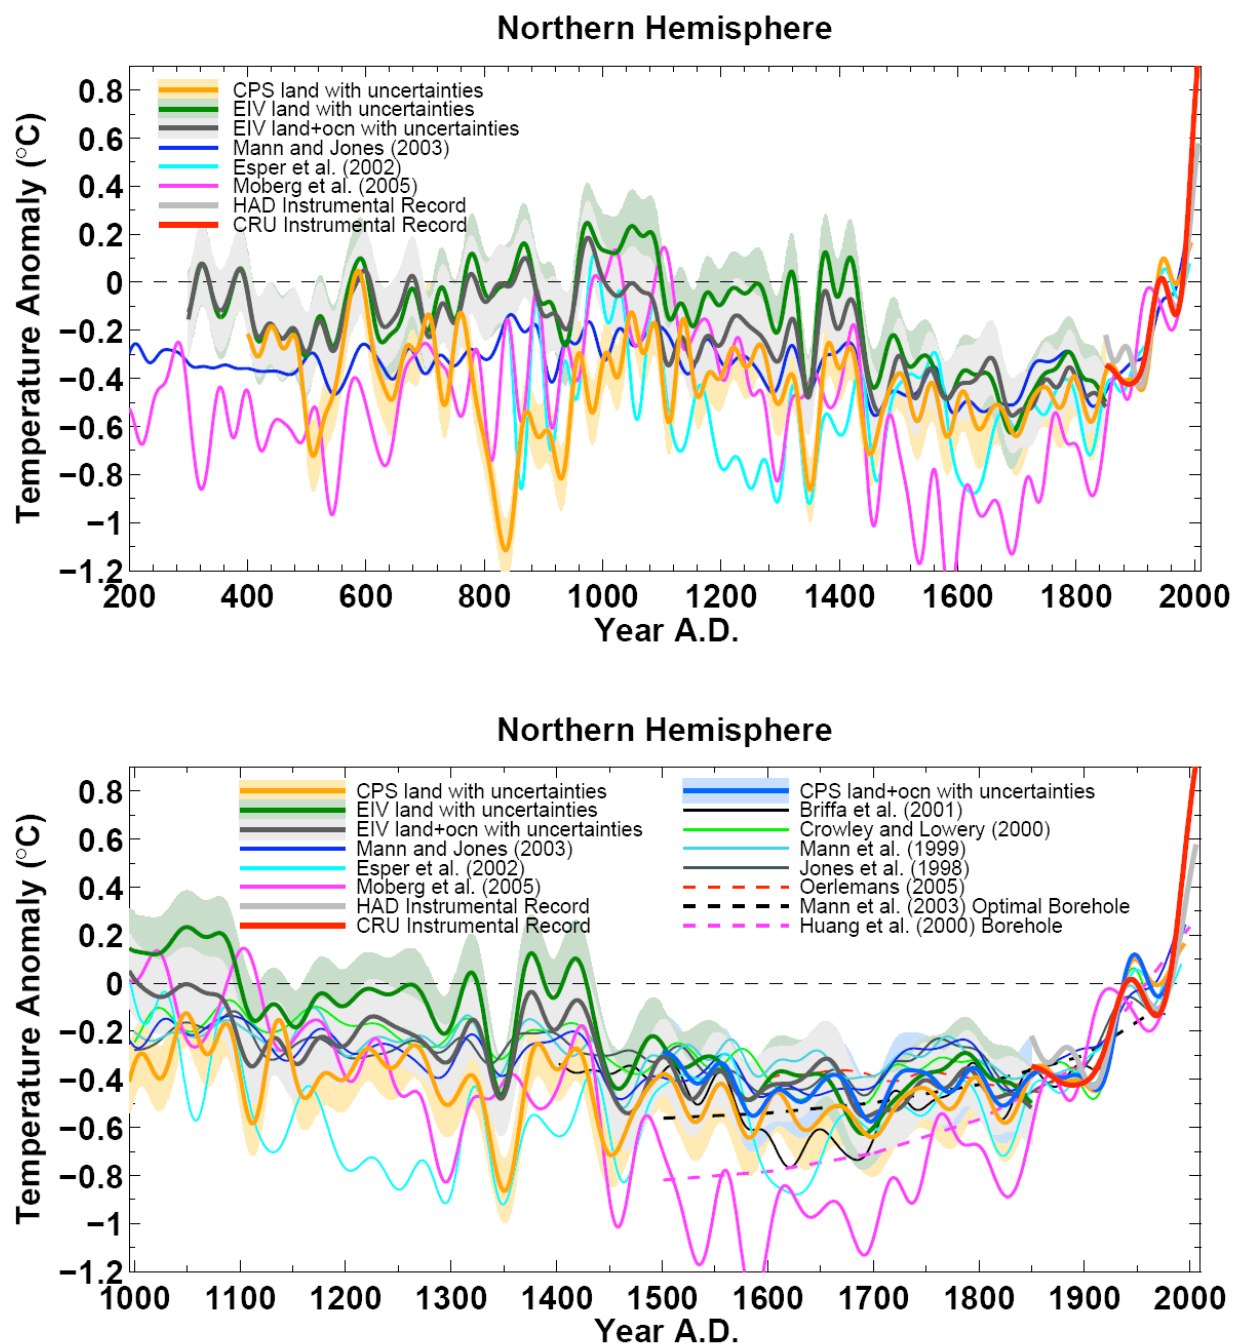 Northern Hemisphere
Temperature Anomaly (°C)
0.8
0.6
0.4
0.2
0
−0.2
−0.4
−0.6
−0.8
−1
−1.2
CPS land with uncertainties
EIV land with uncertainties
EIV land+ocn with uncertainties
Mann and Jones (2003)
Esper et al. (2002)
Moberg et al. (2005)
HAD Instrumental Record
CRU Instrumental Record
200 400 600 800 1000 1200 1400 1600 1800 2000
Year A.D.
Northern Hemisphere
Temperature Anomaly (°C)
0.8
0.6
0.4
0.2
0
−0.2
−0.4
−0.6
−0.8
−1
−1.2
CPS land with uncertainties
EIV land with uncertainties
EIV land+ocn with uncertainties
Mann and Jones (2003)
Esper et al. (2002)
Moberg et al. (2005)
HAD Instrumental Record
CRU Instrumental Record
CPS land+ocn with uncertainties
Briffa et al. (2001)
Crowley and Lowery (2000)
Mann et al. (1999)
Jones et al. (1998)
Oerlemans (2005)
Mann et al. (2003) Optimal Borehole
Huang et al. (2000) Borehole
1000 1100 1200 1300 1400 1500 1600 1700 1800 1900 2000
Year A.D.